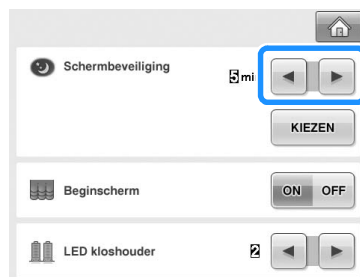 Schermbeveiliging 5 mi
KIEZEN
Beginscherm ON OFF
LED kloshouder 2